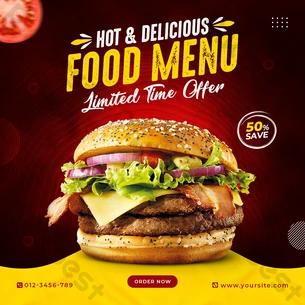 HOT & DELICIOUS
FOOD MENU
Limited Time Offer
50%
SAVE
012-3456-789
ORDER NOW
www.yoursite.com